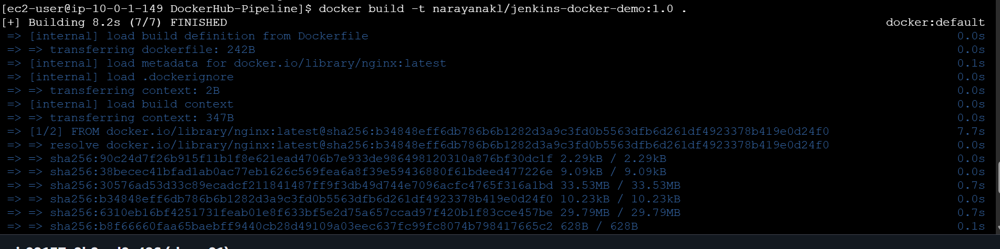 [ec2-user@ip-10-0-1-149 DockerHub-Pipeline]$ docker build -t narayanakl/jenkins-docker-demo:1.0 .
[+] Building 8.2s (7/7) FINISHED docker:default
=> [internal] load build definition from Dockerfile 0.0s
=> => transferring dockerfile: 242B 0.0s
=> [internal] load metadata for docker.io/library/nginx:latest 0.1s
=> [internal] load .dockerignore 0.0s
=> => transferring context: 2B 0.0s
=> [internal] load build context 0.0s
=> => transferring context: 347B 0.0s
=> [1/2] FROM docker.io/library/nginx:latest@sha256:b34848eff6db786b6b1282d3a9c3fd0b5563dfb6d261df4923378b419e0d24f0 7.7s
=> => resolve docker.io/library/nginx:latest@sha256:b34848eff6db786b6b1282d3a9c3fd0b5563dfb6d261df4923378b419e0d24f0 0.0s
=> => sha256:90c24d7f26b915f11b1f8e621ead4706b7e933de986498120310a876bf30dc1f 2.29kB / 2.29kB 0.0s
=> => sha256:38becec41bfad1ab0ac77eb1626c569fea6a8f39e59436880f61bdeed477226e 9.09kB / 9.09kB 0.0s
=> => sha256:30576ad53d33c89ecadcf211841487ff9f3db49d744e7096acfc4765f316a1bd 33.53MB / 33.53MB 0.7s
=> => sha256:b34848eff6db786b6b1282d3a9c3fd0b5563dfb6d261df4923378b419e0d24f0 10.23kB / 10.23kB 0.0s
=> => sha256:6310eb16bf4251731feab01e8f633bf5e2d75a657ccad97f420b1f83cce457be 29.79MB / 29.79MB 0.7s
=> => sha256:b8f66660faa65baebff9440cb28d49109a03eec637fc99fc8074b798417665c2 628B / 628B 0.1s